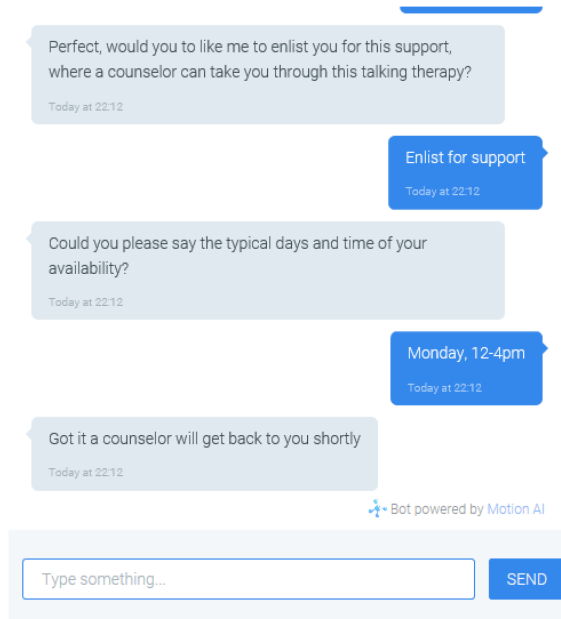 Perfect, would you to like me to enlist you for this support,
where a counselor can take you through this talking therapy?
Today at 22:12
Enlist for support
Today at 22:12
Could you please say the typical days and time of your
availability?
Today at 22:12
Monday, 12-4pm
Today at 22:12
Got it a counselor will get back to you shortly
Today at 22:12
Bot powered by Motion AI
Type something...
SEND